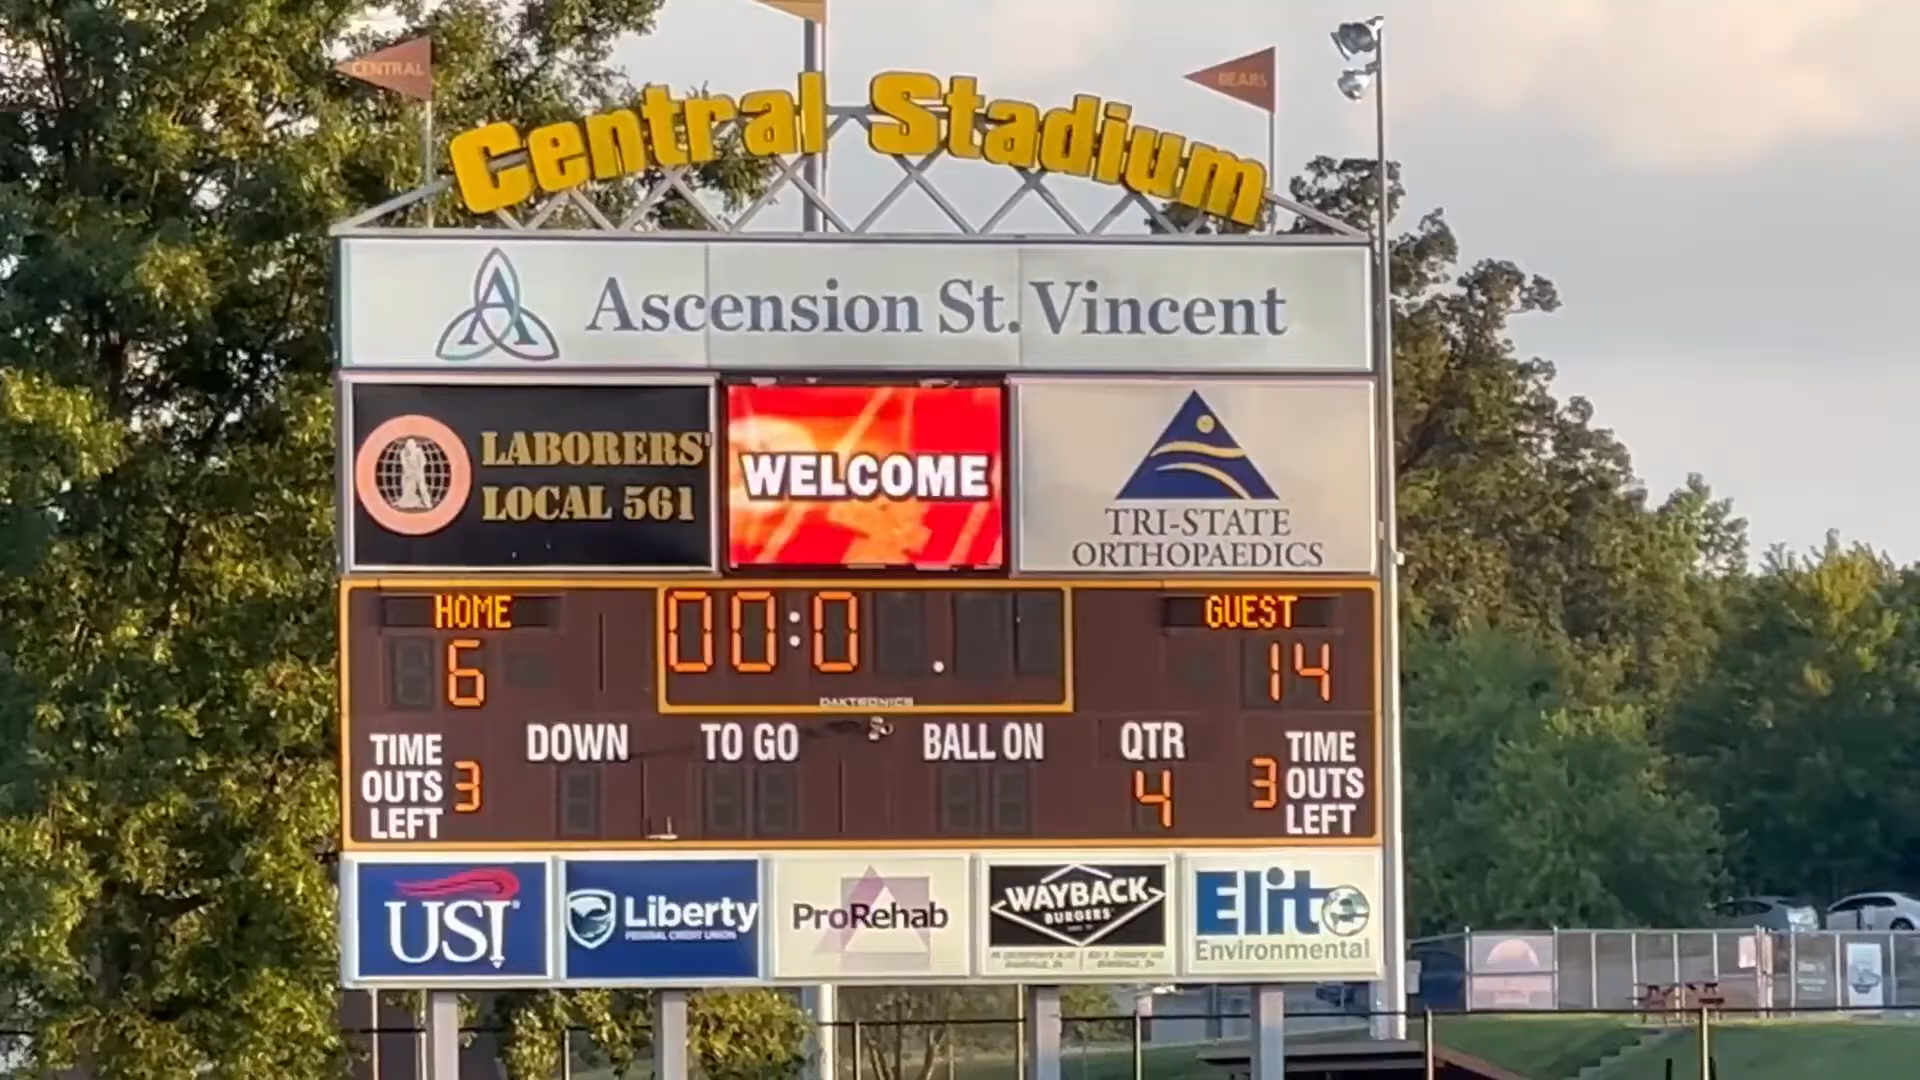 CENTRAL
BEARS
Central Stadium
Ascension St. Vincent
LABORERS'
LOCAL 561
WELCOME
TRI-STATE
ORTHOPAEDICS
HOME
00:0 .
GUEST
6
14
DAKTRONICS
DOWN
TO GO
BALL ON
QTR
TIME
OUTS
LEFT
3
4
3
TIME
OUTS
LEFT
USI
Liberty
FEDERAL CREDIT UNION
ProRehab
WAYBACK
BURGERS
Elite
Environmental